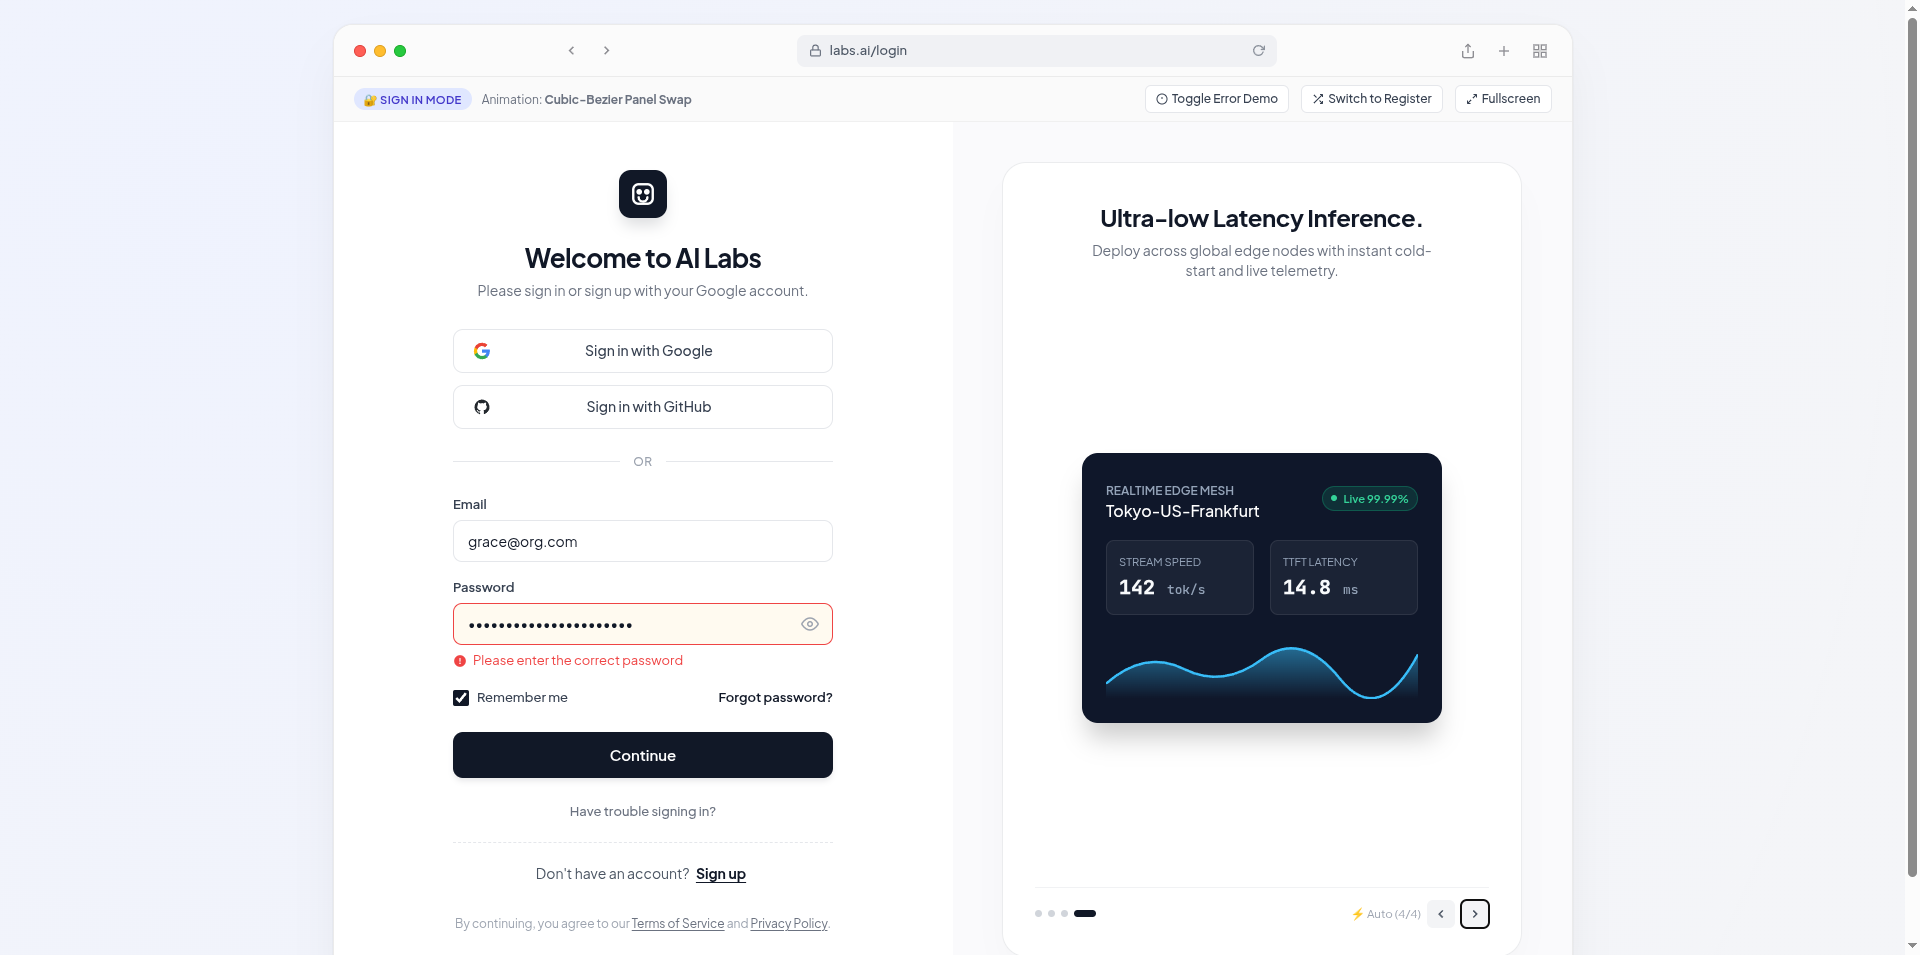 labs.ai/login
🔐 SIGN IN MODE
Animation: Cubic-Bezier Panel Swap
Toggle Error Demo
Switch to Register
Fullscreen
Welcome to AI Labs
Please sign in or sign up with your Google account.
Sign in with Google
Sign in with GitHub
OR
Email
grace@org.com
Password
••••••••••••••••••••••
Please enter the correct password
Remember me
Forgot password?
Continue
Have trouble signing in?
Don't have an account? Sign up
By continuing, you agree to our Terms of Service and Privacy Policy.
Ultra-low Latency Inference.
Deploy across global edge nodes with instant cold-
start and live telemetry.
REALTIME EDGE MESH
Tokyo-US-Frankfurt
Live 99.99%
STREAM SPEED
142 tok/s
TTFT LATENCY
14.8 ms
⚡ Auto (4/4)